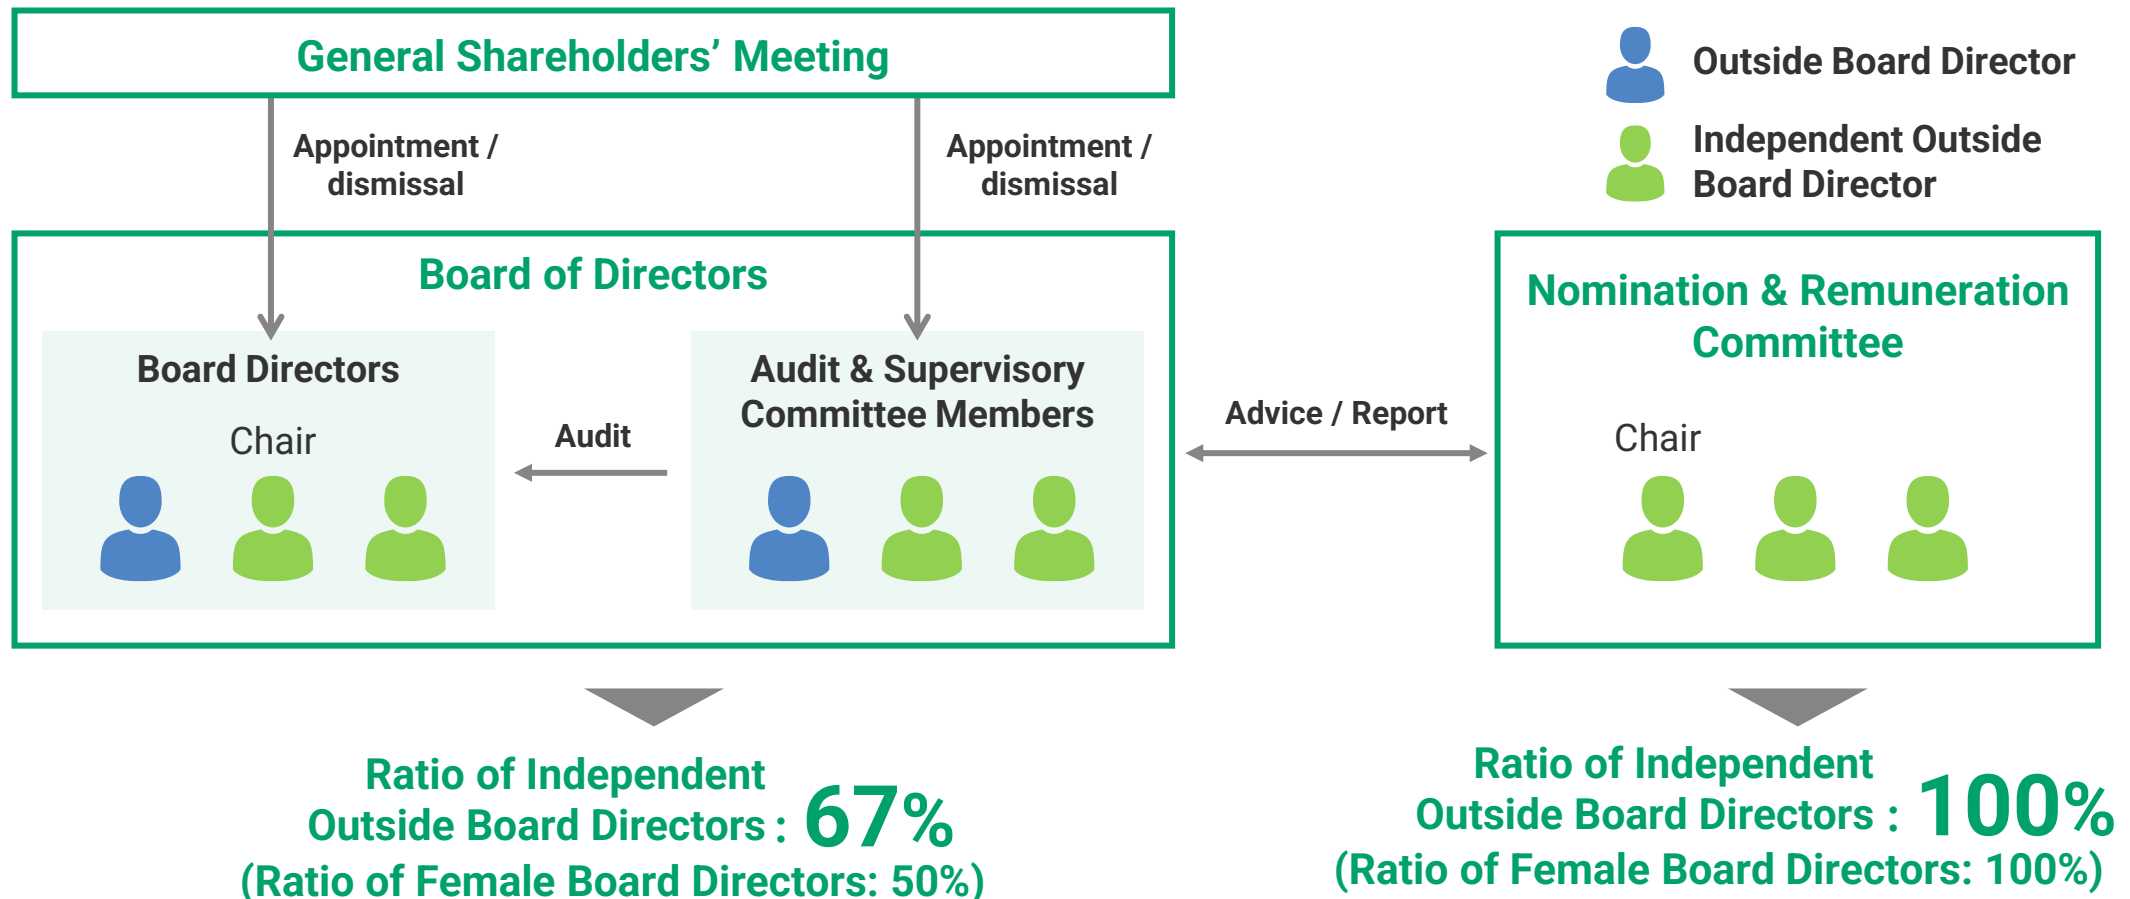 General Shareholders’ Meeting
Outside Board Director
Independent Outside
Board Director
Appointment /
dismissal
Appointment /
dismissal
Board of Directors
Board Directors
Chair
Audit
Audit & Supervisory
Committee Members
Advice / Report
Nomination & Remuneration
Committee
Chair
Ratio of Independent
Outside Board Directors : 67%
(Ratio of Female Board Directors: 50%)
Ratio of Independent
Outside Board Directors : 100%
(Ratio of Female Board Directors: 100%)